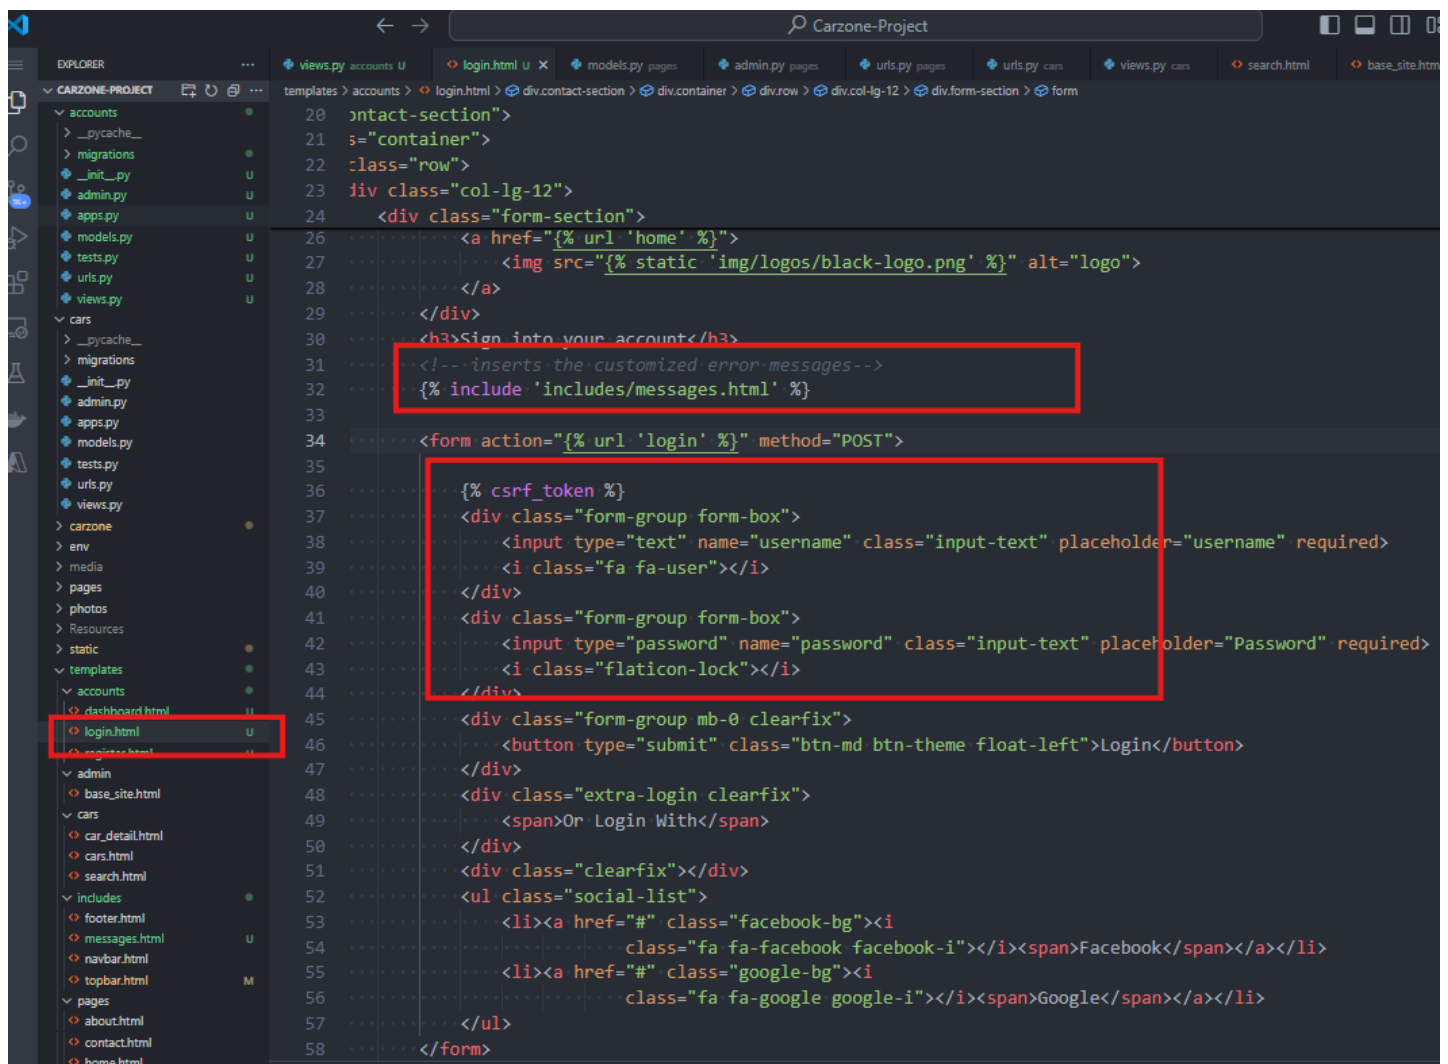 Carzone-Project
EXPLORER
views.py accounts U
login.html U
models.py pages
admin.py pages
urls.py pages
urls.py cars
views.py cars
search.html
base_site.htm
CARZONE-PROJECT
templates > accounts > login.html > div.contact-section > div.container > div.row > div.col-lg-12 > div.form-section > form
accounts
__pycache__
migrations
__init__.py U
admin.py U
apps.py U
models.py U
tests.py U
urls.py U
views.py U
cars
__pycache__
migrations
__init__.py
admin.py
apps.py
models.py
tests.py
urls.py
views.py
carzone
env
media
pages
photos
Resources
static
templates
accounts
dashboard.html U
login.html U
register.html U
admin
base_site.html
cars
car_detail.html
cars.html
search.html
includes
footer.html
messages.html U
navbar.html
topbar.html M
pages
about.html
contact.html
home.html
20 ontact-section">
21 s="container">
22 class="row">
23 div class="col-lg-12">
24 <div class="form-section">
26 <a href="{% url 'home' %}">
27 <img src="{% static 'img/logos/black-logo.png' %}" alt="logo">
28 </a>
29 </div>
30 <h3>Sign into your account</h3>
31 <!-- inserts the customized error messages-->
32 {% include 'includes/messages.html' %}
33
34 <form action="{% url 'login' %}" method="POST">
35
36 {% csrf_token %}
37 <div class="form-group form-box">
38 <input type="text" name="username" class="input-text" placeholder="username" required>
39 <i class="fa fa-user"></i>
40 </div>
41 <div class="form-group form-box">
42 <input type="password" name="password" class="input-text" placeholder="Password" required>
43 <i class="flaticon-lock"></i>
44 </div>
45 <div class="form-group mb-0 clearfix">
46 <button type="submit" class="btn-md btn-theme float-left">Login</button>
47 </div>
48 <div class="extra-login clearfix">
49 <span>Or Login With</span>
50 </div>
51 <div class="clearfix"></div>
52 <ul class="social-list">
53 <li><a href="#" class="facebook-bg"><i
54 class="fa fa-facebook facebook-i"></i><span>Facebook</span></a></li>
55 <li><a href="#" class="google-bg"><i
56 class="fa fa-google google-i"></i><span>Google</span></a></li>
57 </ul>
58 </form>